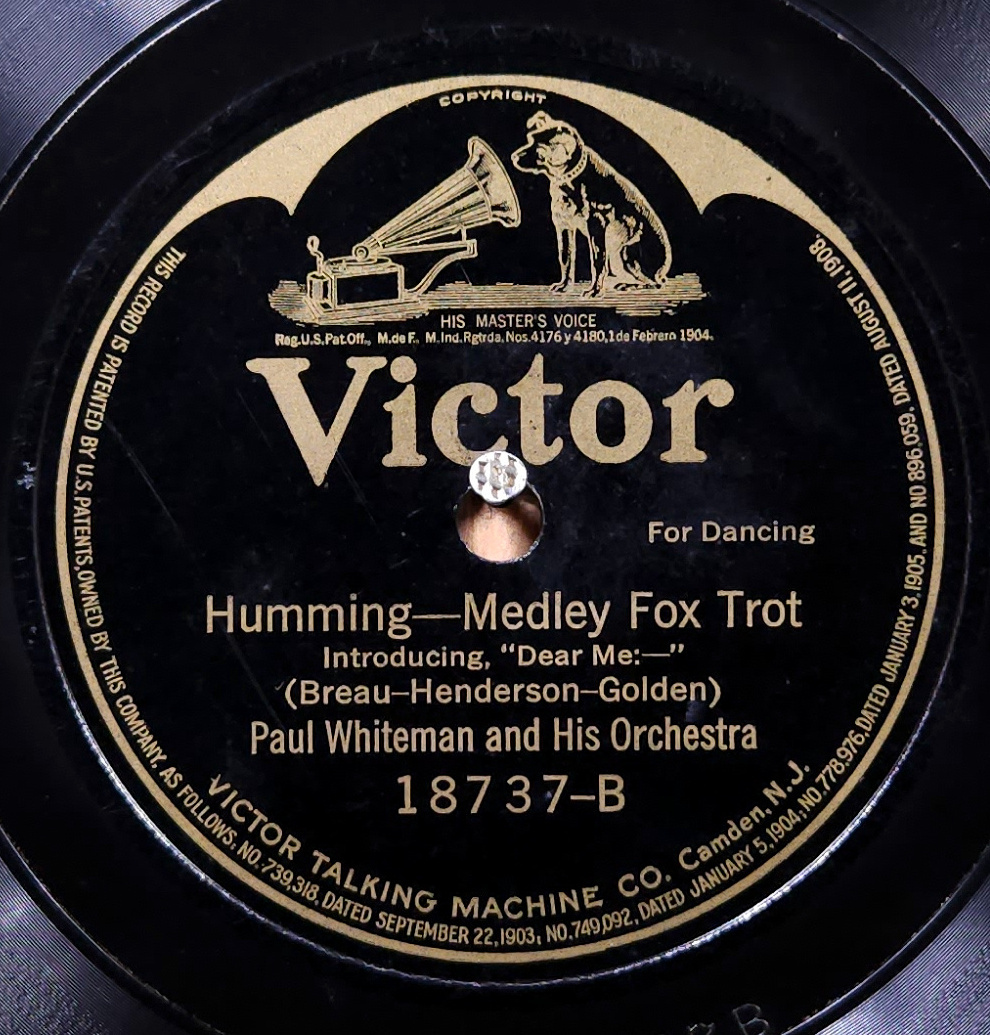 COPYRIGHT
HIS MASTER'S VOICE
Reg.U.S.Pat.Off., M.de F. M.Ind.Rgtrda.Nos.4176 y 4180,1 de Febrero 1904.
Victor
For Dancing
Humming—Medley Fox Trot
Introducing, "Dear Me:—"
(Breau–Henderson–Golden)
Paul Whiteman and His Orchestra
18737–B
VICTOR TALKING MACHINE CO. Camden, N.J.
THIS RECORD IS PATENTED BY U.S. PATENTS, OWNED BY THIS COMPANY, AS FOLLOWS: NO. 739,318, DATED SEPTEMBER 22,1903; NO. 749,092, DATED JANUARY 5,1904; NO. 778,976, DATED JANUARY 3,1905. AND NO 896,059, DATED AUGUST 11,1908.
B